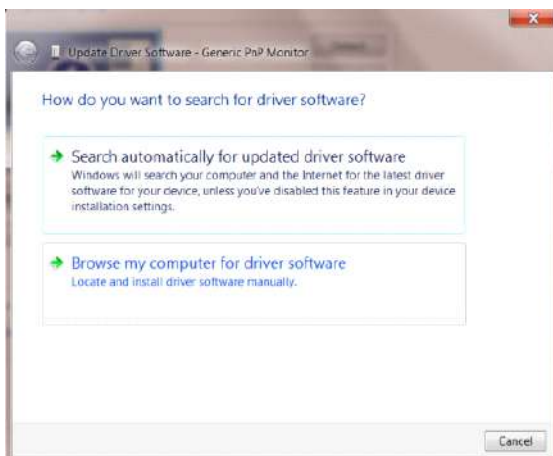 Update Driver Software - Generic PnP Monitor
How do you want to search for driver software?
Search automatically for updated driver software
Windows will search your computer and the Internet for the latest driver
software for your device, unless you've disabled this feature in your device
installation settings.
Browse my computer for driver software
Locate and install driver software manually.
Cancel